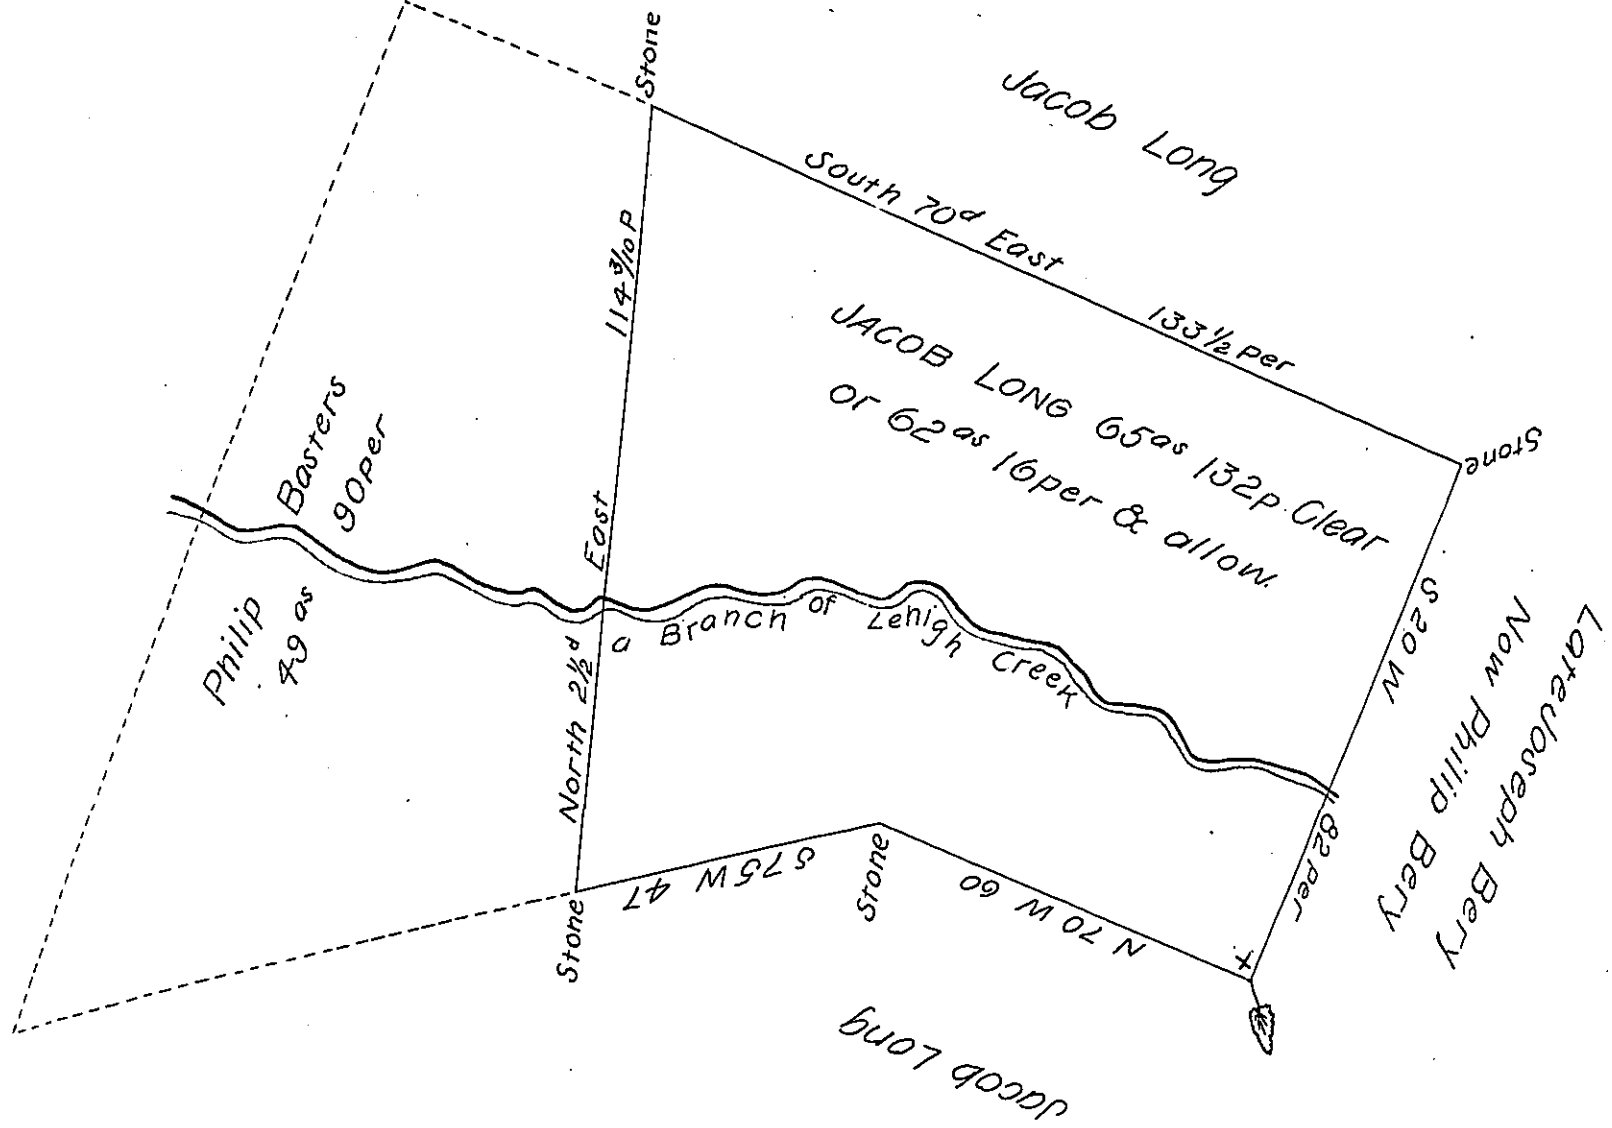 Stone
Jacob Long
South 70d East 133½ per
114 3/10 P
East
North 2½d
JACOB LONG 65as 132p. Clear
or 62as 16per & allow.
Stone
S 20 W
82 per
Late Joseph Bery
Now Philip Bery
Philip Basters
49 as 90per
a Branch of Lehigh Creek
S 75 W 47
Stone
N 70 W 60
Stone
Jacob Long